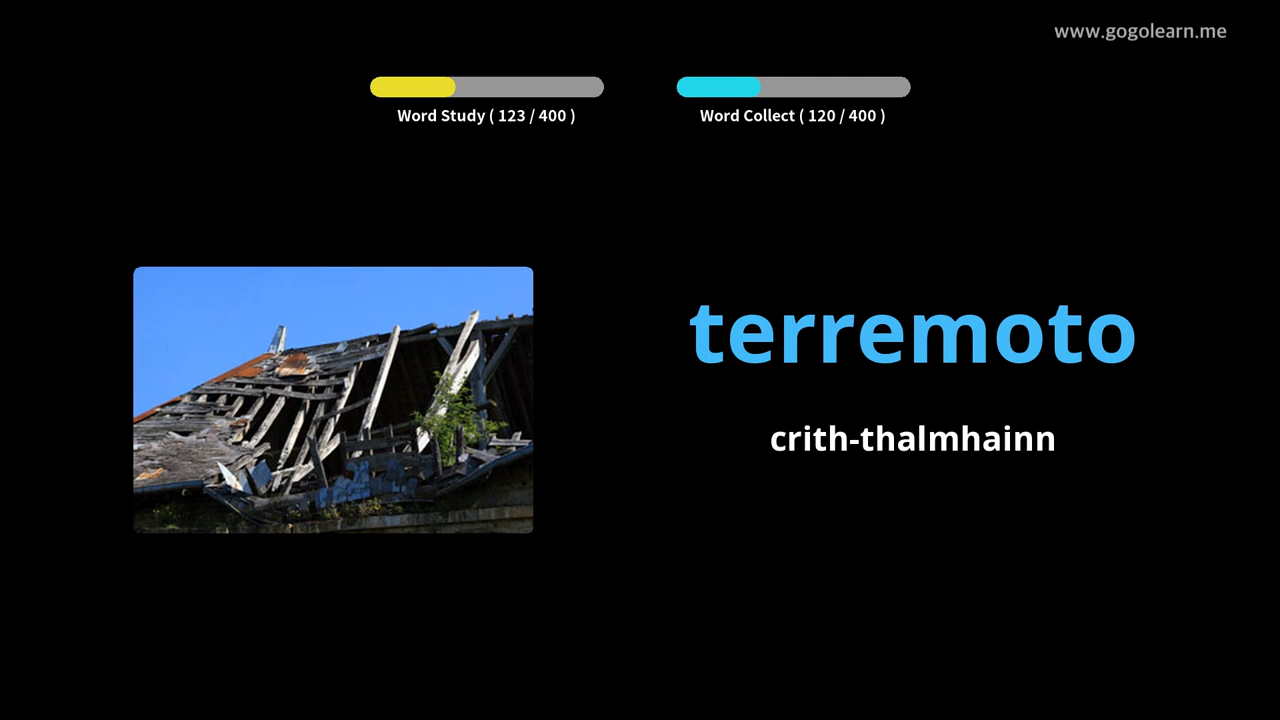 www.gogolearn.me
Word Study ( 123 / 400 )
Word Collect ( 120 / 400 )
terremoto
crith-thalmhainn